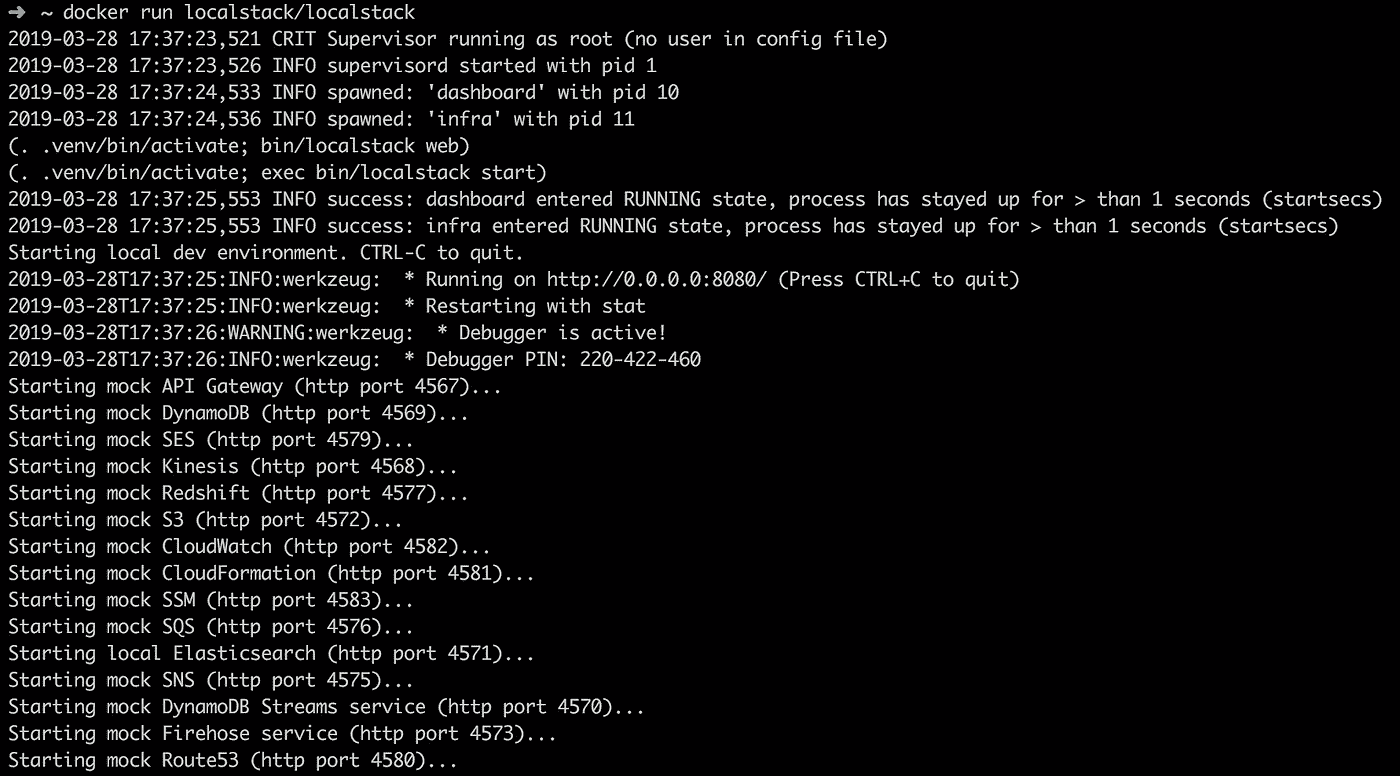 ➜ ~ docker run localstack/localstack
2019-03-28 17:37:23,521 CRIT Supervisor running as root (no user in config file)
2019-03-28 17:37:23,526 INFO supervisord started with pid 1
2019-03-28 17:37:24,533 INFO spawned: 'dashboard' with pid 10
2019-03-28 17:37:24,536 INFO spawned: 'infra' with pid 11
(. .venv/bin/activate; bin/localstack web)
(. .venv/bin/activate; exec bin/localstack start)
2019-03-28 17:37:25,553 INFO success: dashboard entered RUNNING state, process has stayed up for > than 1 seconds (startsecs)
2019-03-28 17:37:25,553 INFO success: infra entered RUNNING state, process has stayed up for > than 1 seconds (startsecs)
Starting local dev environment. CTRL-C to quit.
2019-03-28T17:37:25:INFO:werkzeug:  * Running on http://0.0.0.0:8080/ (Press CTRL+C to quit)
2019-03-28T17:37:25:INFO:werkzeug:  * Restarting with stat
2019-03-28T17:37:26:WARNING:werkzeug:  * Debugger is active!
2019-03-28T17:37:26:INFO:werkzeug:  * Debugger PIN: 220-422-460
Starting mock API Gateway (http port 4567)...
Starting mock DynamoDB (http port 4569)...
Starting mock SES (http port 4579)...
Starting mock Kinesis (http port 4568)...
Starting mock Redshift (http port 4577)...
Starting mock S3 (http port 4572)...
Starting mock CloudWatch (http port 4582)...
Starting mock CloudFormation (http port 4581)...
Starting mock SSM (http port 4583)...
Starting mock SQS (http port 4576)...
Starting local Elasticsearch (http port 4571)...
Starting mock SNS (http port 4575)...
Starting mock DynamoDB Streams service (http port 4570)...
Starting mock Firehose service (http port 4573)...
Starting mock Route53 (http port 4580)...